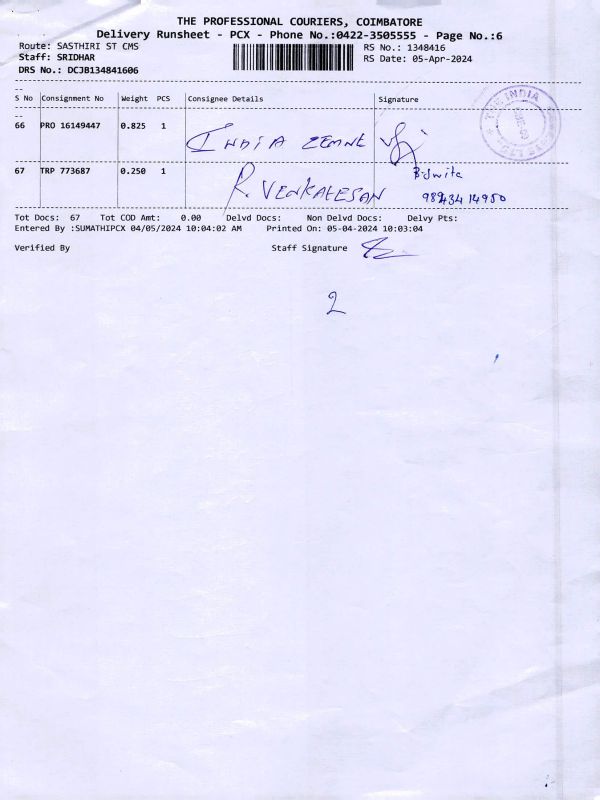 THE PROFESSIONAL COURIERS, COIMBATORE
Delivery Runsheet - PCX - Phone No.:0422-3505555 - Page No.:6
Route: SASTHIRI ST CMS RS No.: 1348416
Staff: SRIDHAR RS Date: 05-Apr-2024
DRS No.: DCJB134841606
S No Consignment No Weight PCS Consignee Details Signature
THE INDIA
66 PRO 16149447 0.825 1 INDIA
67 TRP 773687 0.250 1 R. VENKATESAN
Tot Docs: 67 Tot COD Amt: 0.00 Delvd Docs: Non Delvd Docs: Delvy Pts:
Entered By :SUMATHIPCX 04/05/2024 10:04:02 AM Printed On: 05-04-2024 10:03:04
Verified By Staff Signature
2